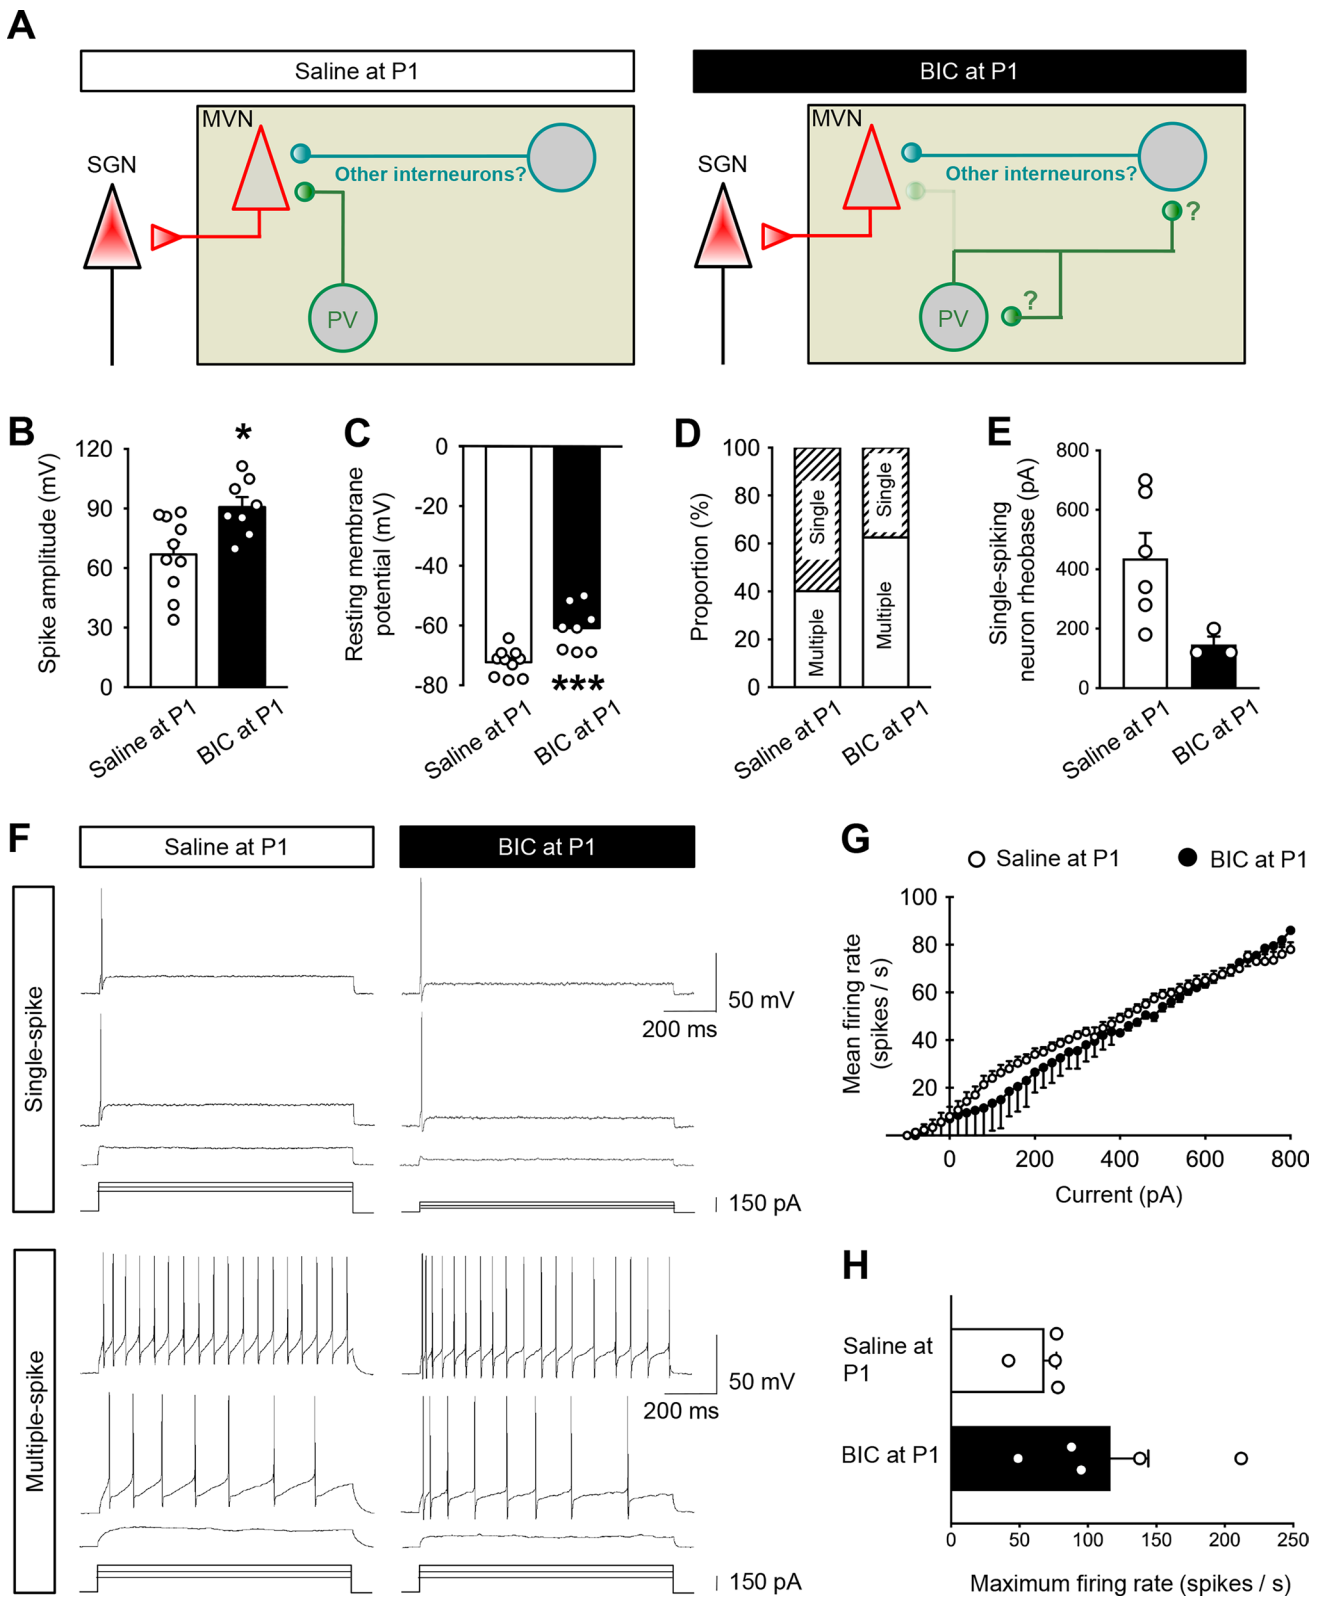 A
Saline at P1
BIC at P1
MVN
SGN
Other interneurons?
PV
MVN
SGN
Other interneurons?
?
?
PV
B
Spike amplitude (mV)
120
90
60
30
0
*
Saline at P1
BIC at P1
C
Resting membrane
potential (mV)
0
-20
-40
-60
-80
***
Saline at P1
BIC at P1
D
Proportion (%)
100
80
60
40
20
0
Single
Multiple
Single
Multiple
Saline at P1
BIC at P1
E
Single-spiking
neuron rheobase (pA)
800
600
400
200
0
Saline at P1
BIC at P1
F
Saline at P1
BIC at P1
Single-spike
50 mV
200 ms
150 pA
Multiple-spike
50 mV
200 ms
150 pA
G
Saline at P1
BIC at P1
Mean firing rate
(spikes / s)
100
80
60
40
20
0
200
400
600
800
Current (pA)
H
Saline at
P1
BIC at P1
0
50
100
150
200
250
Maximum firing rate (spikes / s)